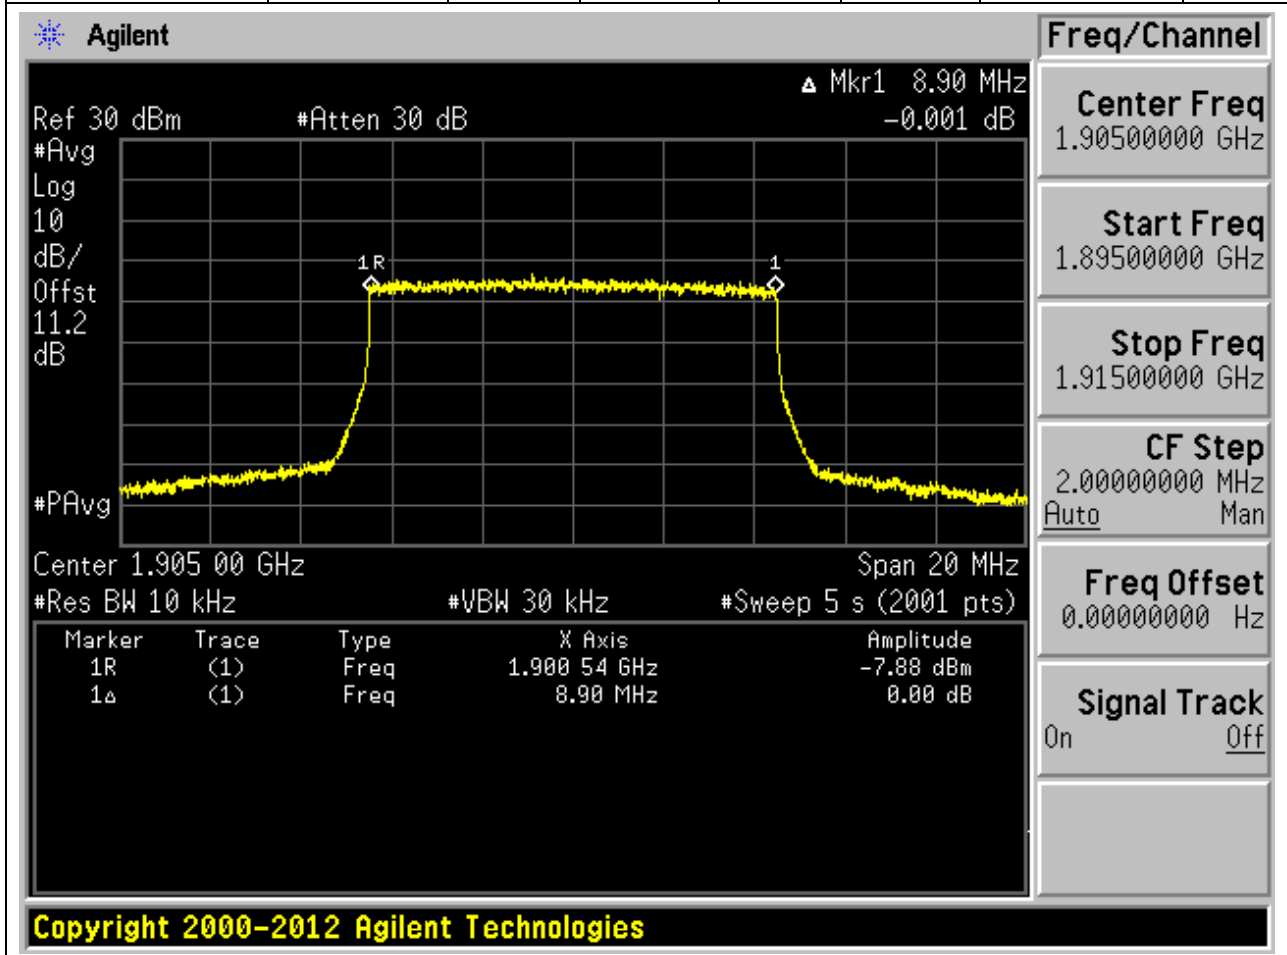 Agilent
Freq/Channel
▵ Mkr1 8.90 MHz
Ref 30 dBm #Atten 30 dB -0.001 dB
#Avg
Log
10
dB/
Offst
11.2
dB
1R
1
#PAvg
Center 1.905 00 GHz Span 20 MHz
#Res BW 10 kHz #VBW 30 kHz #Sweep 5 s (2001 pts)
Marker Trace Type X Axis Amplitude
1R (1) Freq 1.900 54 GHz -7.88 dBm
1▵ (1) Freq 8.90 MHz 0.00 dB
Center Freq
1.90500000 GHz
Start Freq
1.89500000 GHz
Stop Freq
1.91500000 GHz
CF Step
2.00000000 MHz
Auto Man
Freq Offset
0.00000000 Hz
Signal Track
On Off
Copyright 2000-2012 Agilent Technologies